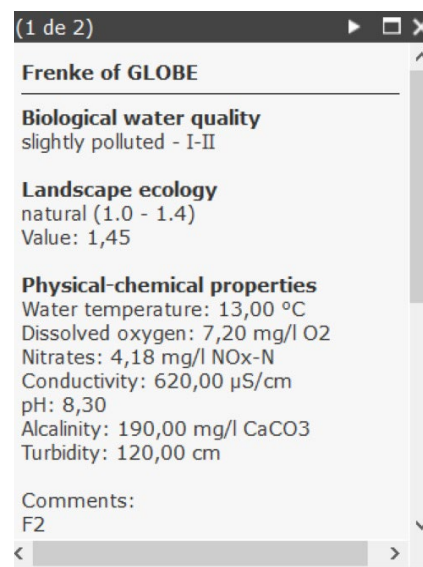 (1 de 2)
Frenke of GLOBE
Biological water quality
slightly polluted - I-II
Landscape ecology
natural (1.0 - 1.4)
Value: 1,45
Physical-chemical properties
Water temperature: 13,00 ºC
Dissolved oxygen: 7,20 mg/l O2
Nitrates: 4,18 mg/l NOx-N
Conductivity: 620,00 µS/cm
pH: 8,30
Alcalinity: 190,00 mg/l CaCO3
Turbidity: 120,00 cm
Comments:
F2